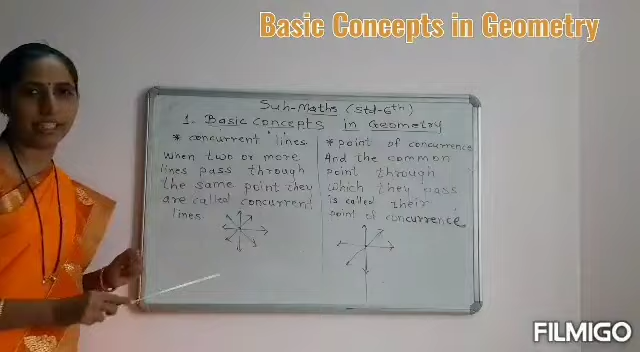 Basic Concepts in Geometry
Sub-Maths (std-6th)
1. Basic Concepts in Geometry
* concurrent lines
When two or more
lines pass through
the same point they
are called concurrent
lines
* point of concurrence
And the common
point through
which they pass
is called their
point of concurrence
FILMIGO